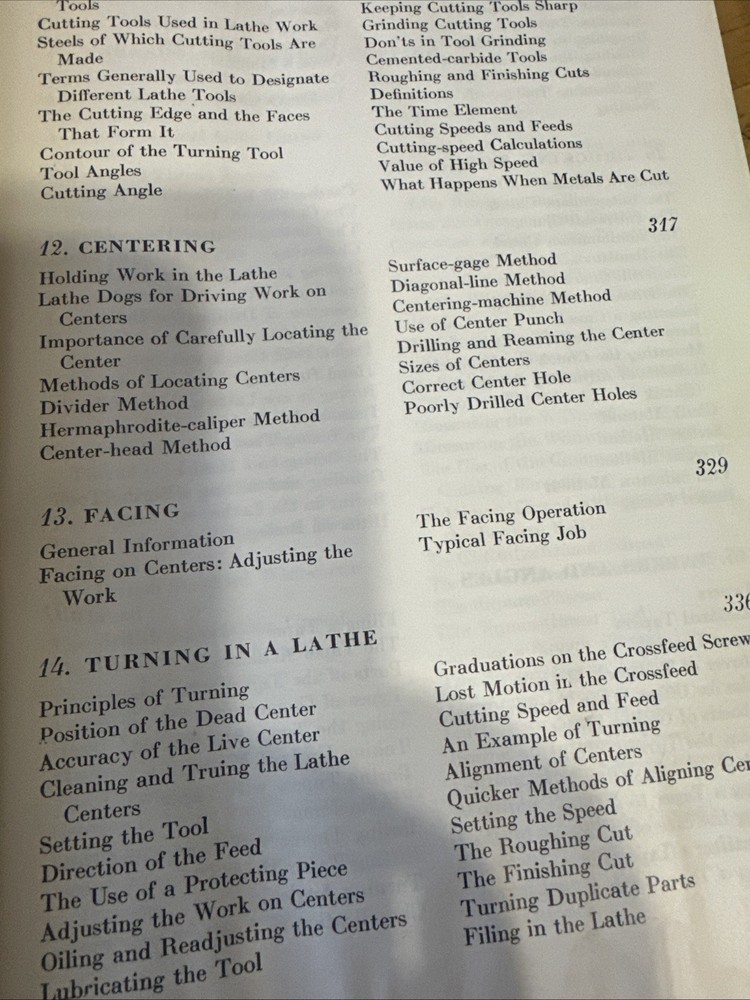 Tools
Cutting Tools Used in Lathe Work
Steels of Which Cutting Tools Are
Made
Terms Generally Used to Designate
Different Lathe Tools
The Cutting Edge and the Faces
That Form It
Contour of the Turning Tool
Tool Angles
Cutting Angle
Keeping Cutting Tools Sharp
Grinding Cutting Tools
Don'ts in Tool Grinding
Cemented-carbide Tools
Roughing and Finishing Cuts
Definitions
The Time Element
Cutting Speeds and Feeds
Cutting-speed Calculations
Value of High Speed
What Happens When Metals Are Cut
12. CENTERING 317
Holding Work in the Lathe
Lathe Dogs for Driving Work on
Centers
Importance of Carefully Locating the
Center
Methods of Locating Centers
Divider Method
Hermaphrodite-caliper Method
Center-head Method
Surface-gage Method
Diagonal-line Method
Centering-machine Method
Use of Center Punch
Drilling and Reaming the Center
Sizes of Centers
Correct Center Hole
Poorly Drilled Center Holes
13. FACING 329
General Information
Facing on Centers: Adjusting the
Work
The Facing Operation
Typical Facing Job
14. TURNING IN A LATHE 336
Principles of Turning
Position of the Dead Center
Accuracy of the Live Center
Cleaning and Truing the Lathe
Centers
Setting the Tool
Direction of the Feed
The Use of a Protecting Piece
Adjusting the Work on Centers
Oiling and Readjusting the Centers
Lubricating the Tool
Graduations on the Crossfeed Screw
Lost Motion in the Crossfeed
Cutting Speed and Feed
An Example of Turning
Alignment of Centers
Quicker Methods of Aligning
Setting the Speed
The Roughing Cut
The Finishing Cut
Turning Duplicate Parts
Filing in the Lathe